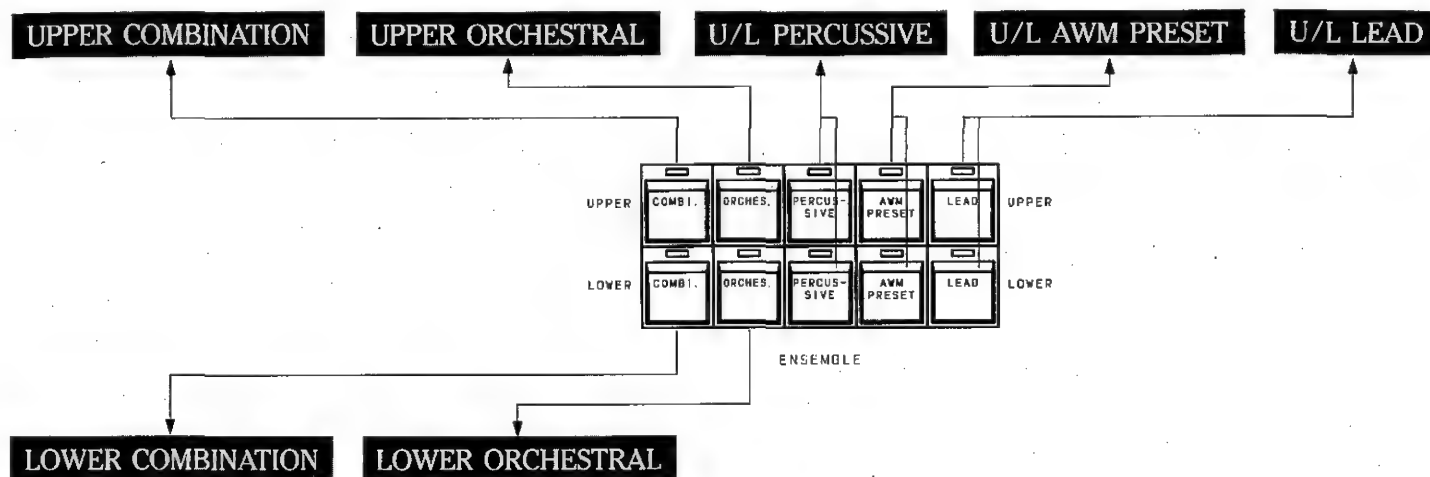 UPPER COMBINATION UPPER ORCHESTRAL U/L PERCUSSIVE U/L AWM PRESET U/L LEAD
UPPER COMBI. ORCHES. PERCUS- AWM LEAD UPPER
SIVE PRESET
LOWER COMBI. ORCHES. PERCUS- AWM LEAD LOWER
SIVE PRESET
ENSEMBLE
LOWER COMBINATION LOWER ORCHESTRAL